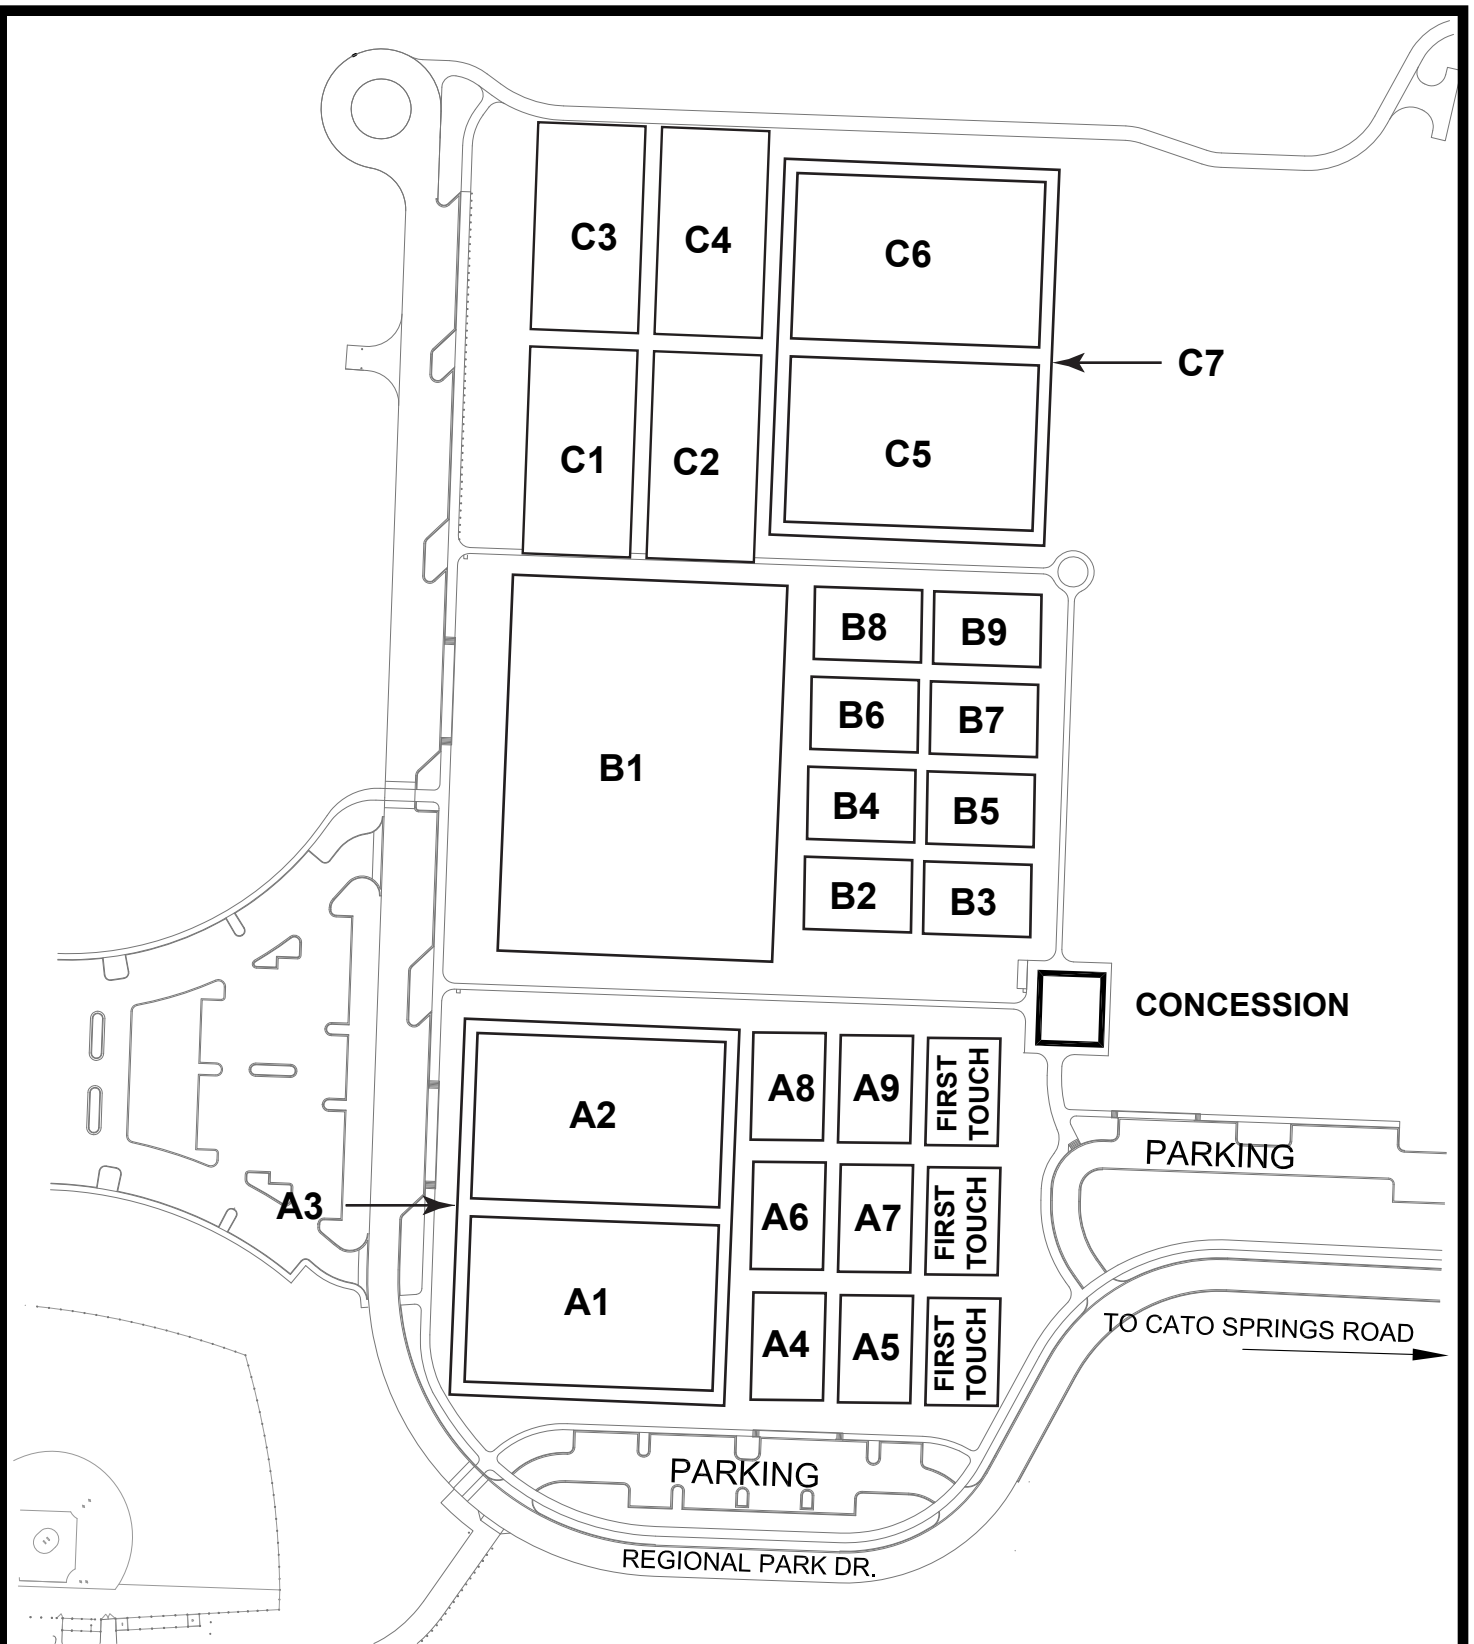 C3
C4
C6
C7
C1
C2
C5
B8
B9
B6
B7
B1
B4
B5
B2
B3
CONCESSION
A2
A8
A9
FIRST
TOUCH
PARKING
A3
A6
A7
FIRST
TOUCH
A1
A4
A5
FIRST
TOUCH
TO CATO SPRINGS ROAD
PARKING
REGIONAL PARK DR.